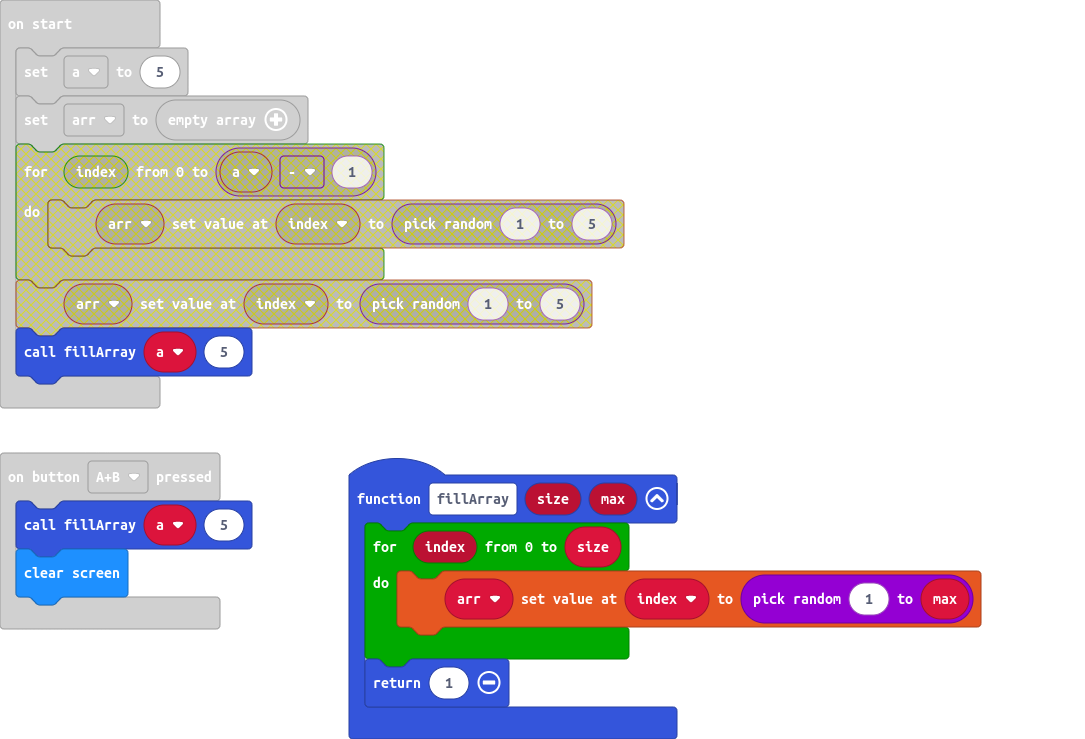 on start
set a to 5
set arr to empty array
for index from 0 to a - 1
do
arr set value at index to pick random 1 to 5
arr set value at index to pick random 1 to 5
call fillArray a 5
on button A+B pressed
call fillArray a 5
clear screen
function fillArray size max
for index from 0 to size
do
arr set value at index to pick random 1 to max
return 1